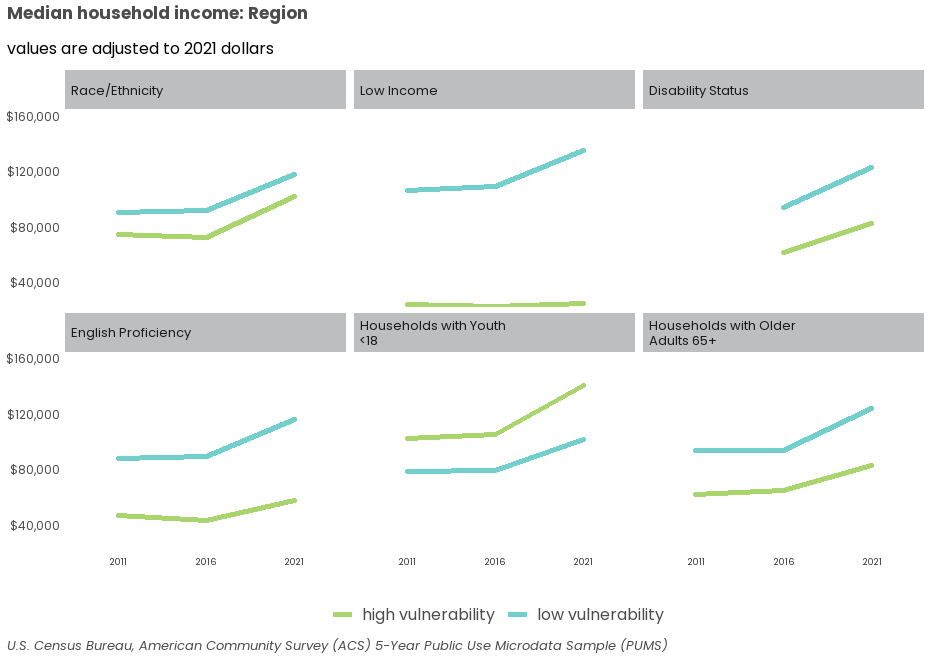 Median household income: Region
values are adjusted to 2021 dollars
Race/Ethnicity
Low Income
Disability Status
$160,000
$120,000
$80,000
$40,000
English Proficiency
Households with Youth
<18
Households with Older
Adults 65+
$160,000
$120,000
$80,000
$40,000
2011 2016 2021
2011 2016 2021
2011 2016 2021
high vulnerability low vulnerability
U.S. Census Bureau, American Community Survey (ACS) 5-Year Public Use Microdata Sample (PUMS)